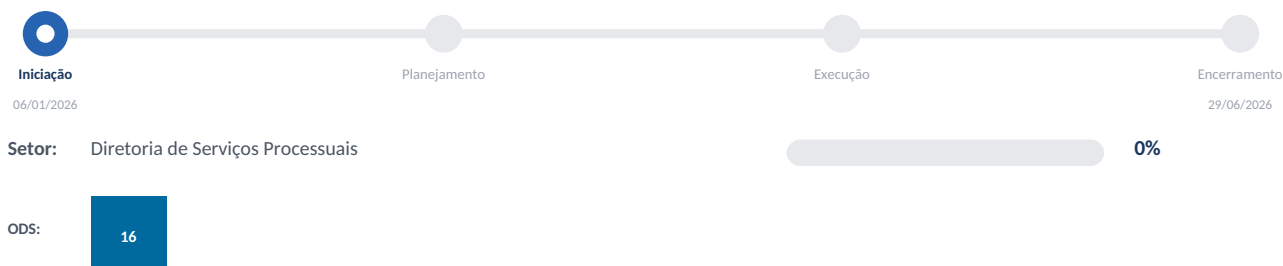 Iniciação Planejamento Execução Encerramento
06/01/2026 29/06/2026
Setor: Diretoria de Serviços Processuais 0%
ODS: 16